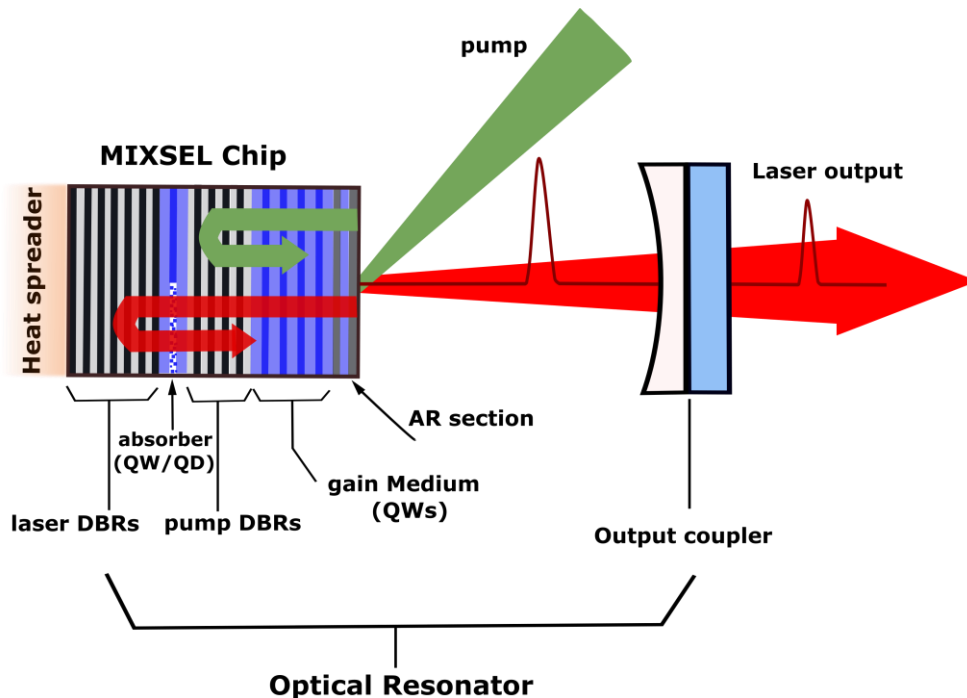 pump
MIXSEL Chip
Laser output
Heat spreader
AR section
absorber
(QW/QD)
gain Medium
(QWs)
laser DBRs
pump DBRs
Output coupler
Optical Resonator